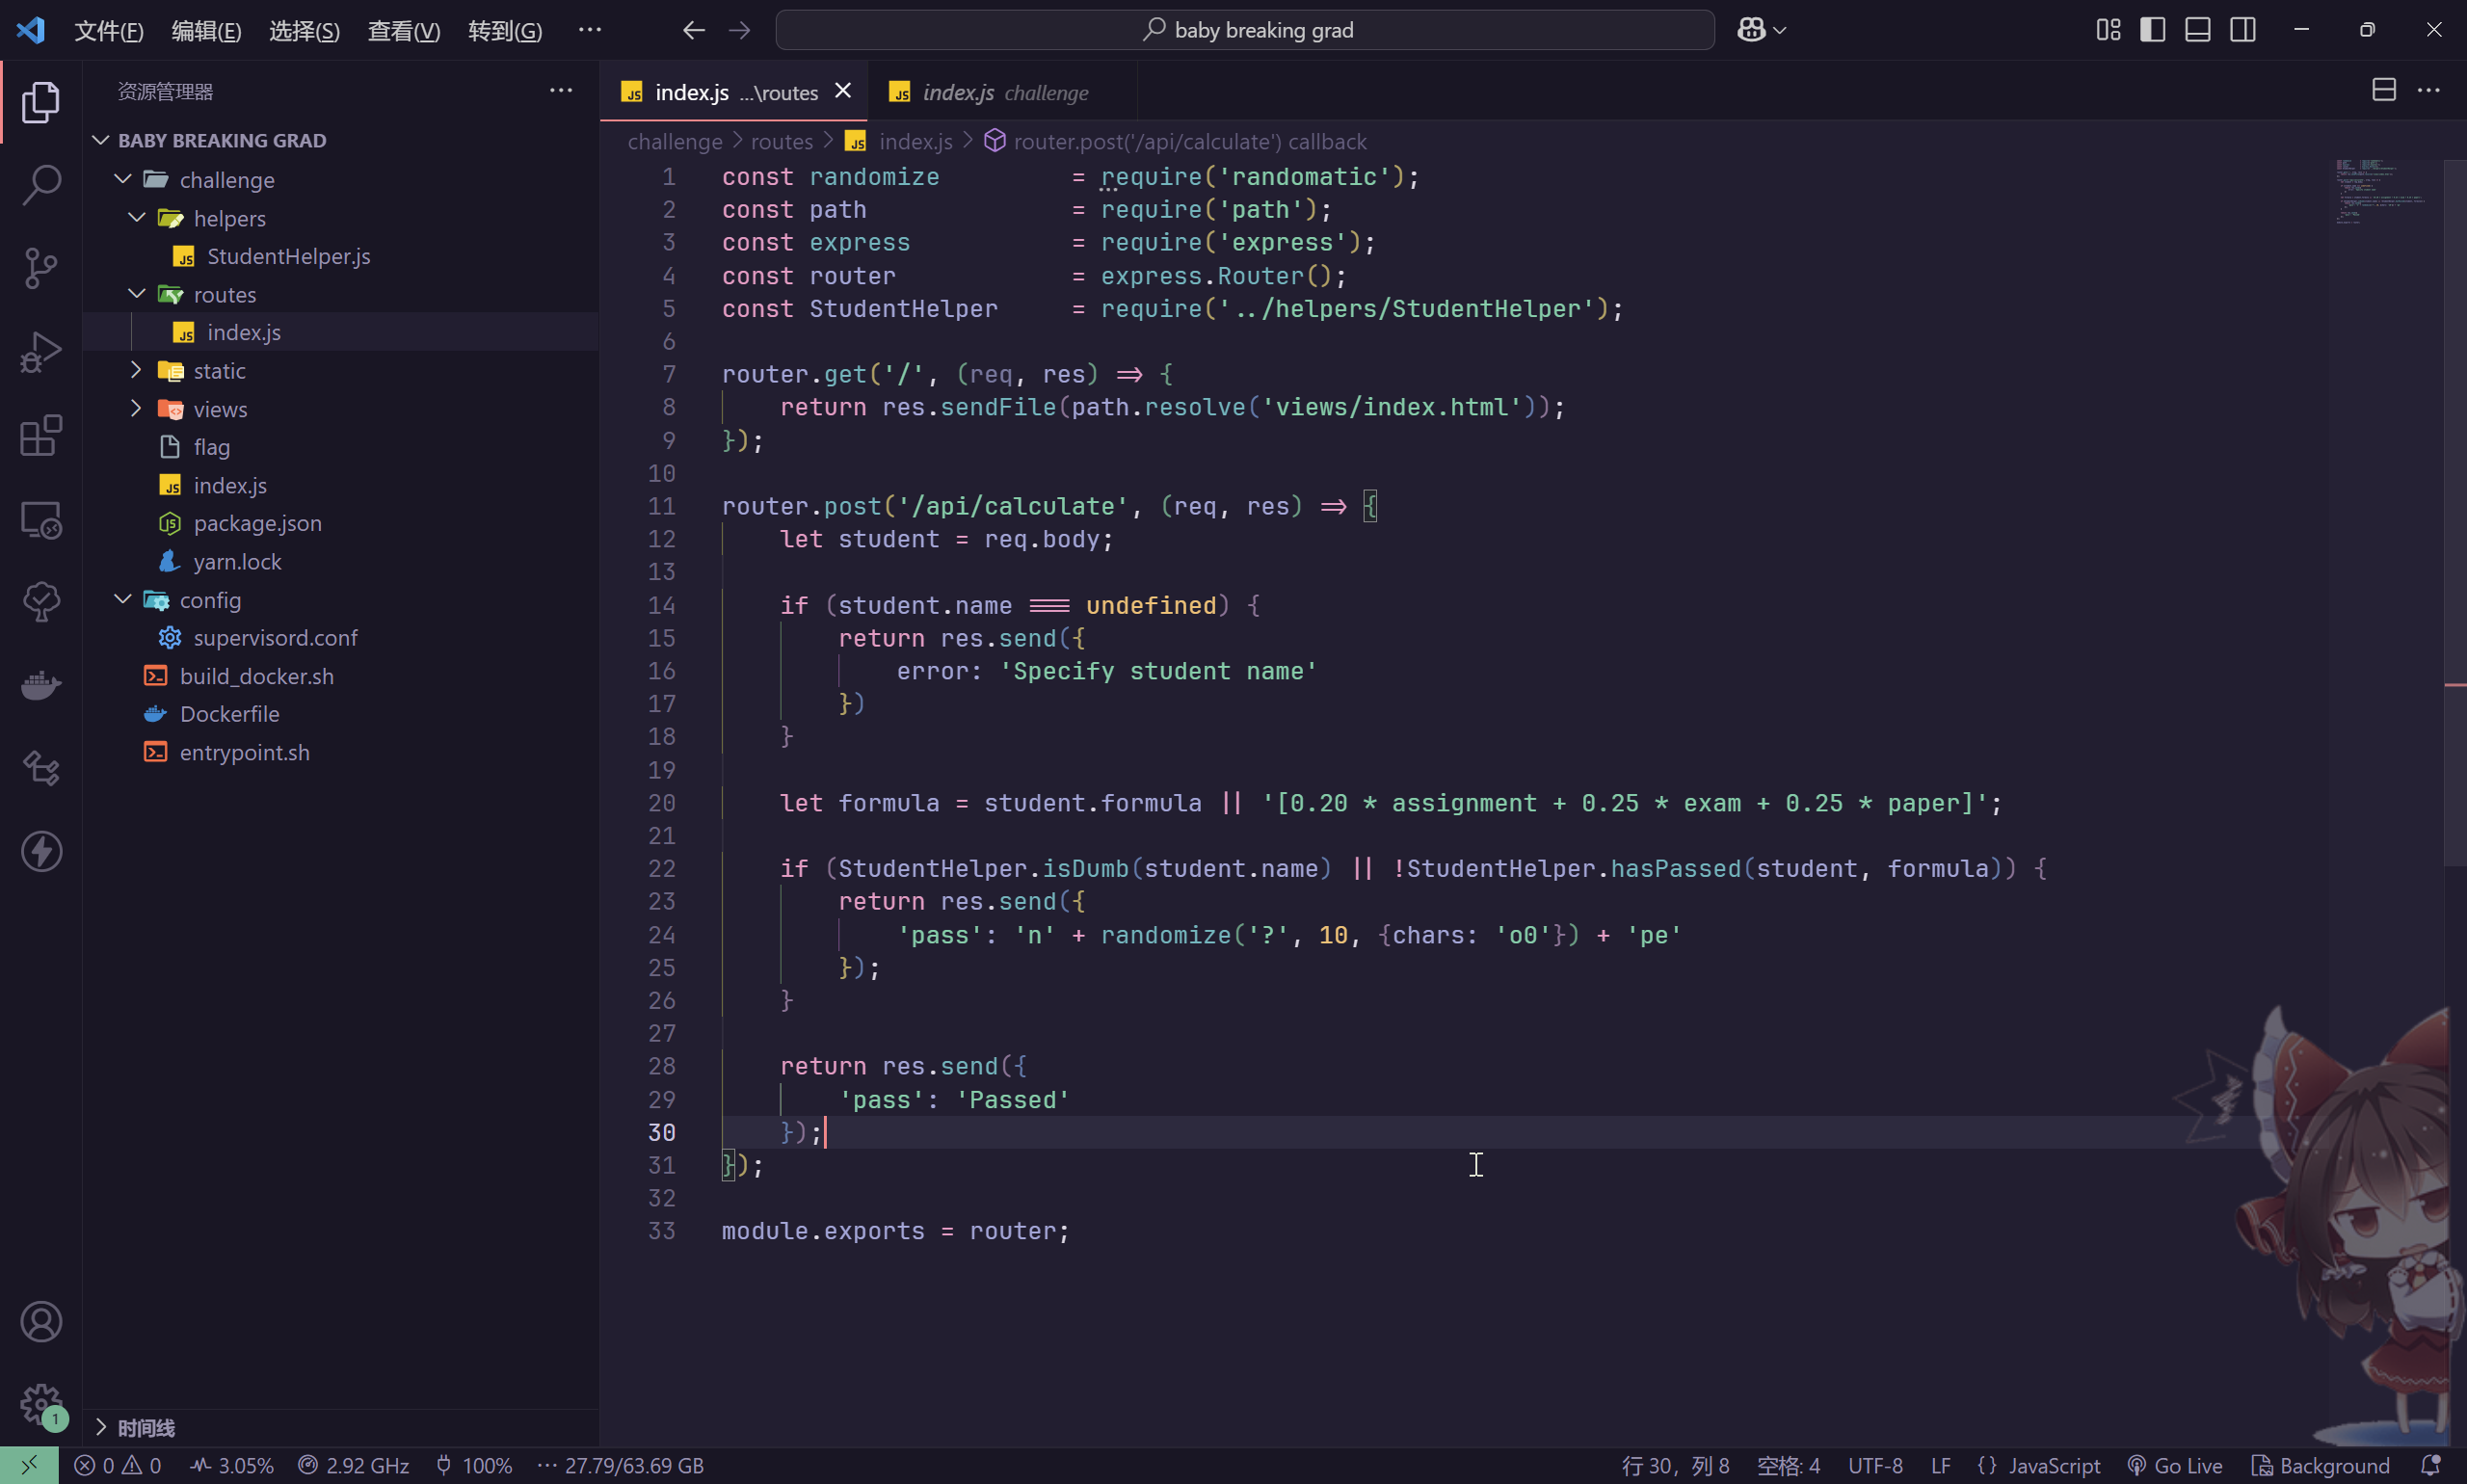 文件(F) 编辑(E) 选择(S) 查看(V) 转到(G) ··· baby breaking grad
资源管理器
BABY BREAKING GRAD
challenge
helpers
StudentHelper.js
routes
index.js
static
views
flag
index.js
package.json
yarn.lock
config
supervisord.conf
build_docker.sh
Dockerfile
entrypoint.sh
时间线
index.js ...\routes index.js challenge
challenge > routes > index.js > router.post('/api/calculate') callback
1 const randomize         = require('randomatic');
2 const path              = require('path');
3 const express           = require('express');
4 const router            = express.Router();
5 const StudentHelper     = require('../helpers/StudentHelper');
6
7 router.get('/', (req, res) => {
8     return res.sendFile(path.resolve('views/index.html'));
9 });
10
11 router.post('/api/calculate', (req, res) => {
12     let student = req.body;
13
14     if (student.name === undefined) {
15         return res.send({
16             error: 'Specify student name'
17         })
18     }
19
20     let formula = student.formula || '[0.20 * assignment + 0.25 * exam + 0.25 * paper]';
21
22     if (StudentHelper.isDumb(student.name) || !StudentHelper.hasPassed(student, formula)) {
23         return res.send({
24             'pass': 'n' + randomize('?', 10, {chars: 'o0'}) + 'pe'
25         });
26     }
27
28     return res.send({
29         'pass': 'Passed'
30     });
31 });
32
33 module.exports = router;
1
0 0 3.05% 2.92 GHz 100% ··· 27.79/63.69 GB 行 30，列 8 空格: 4 UTF-8 LF {} JavaScript Go Live Background